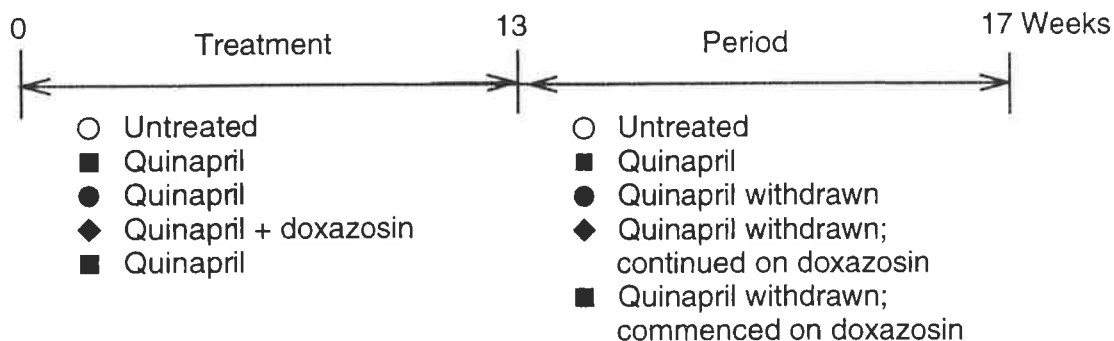 0 13 17 Weeks
Treatment Period
Untreated
Quinapril
Quinapril
Quinapril + doxazosin
Quinapril
Untreated
Quinapril
Quinapril withdrawn
Quinapril withdrawn;
continued on doxazosin
Quinapril withdrawn;
commenced on doxazosin